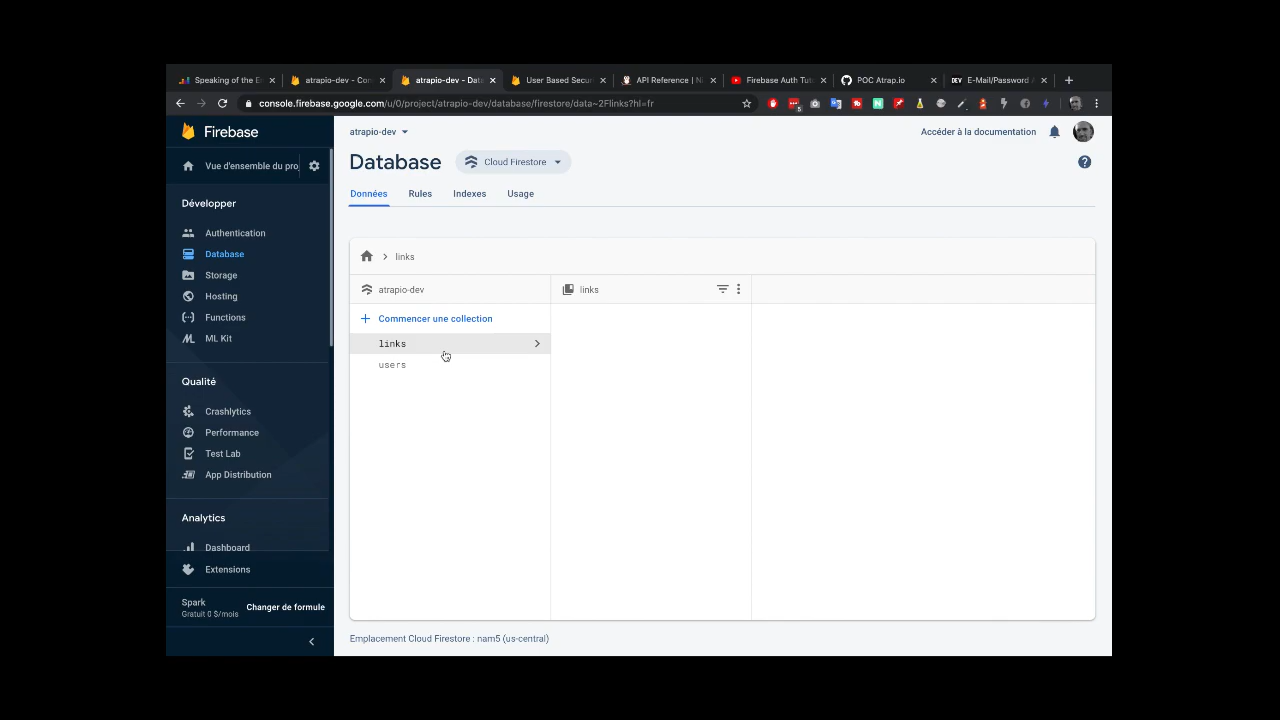 Speaking of the E
atrapio-dev - Con
atrapio-dev - Data
User Based Secur
API Reference | Ni
Firebase Auth Tut
POC Atrap.io
DEV E-Mail/Password A
console.firebase.google.com/u/0/project/atrapio-dev/database/firestore/data~2Flinks?hl=fr
Firebase
atrapio-dev
Accéder à la documentation
Vue d'ensemble du pro
Database
Cloud Firestore
Données Rules Indexes Usage
Développer
Authentication
Database
Storage
Hosting
Functions
ML Kit
Qualité
Crashlytics
Performance
Test Lab
App Distribution
Analytics
Dashboard
Extensions
Spark
Gratuit 0 $/mois
Changer de formule
links
atrapio-dev
links
Commencer une collection
links
users
Emplacement Cloud Firestore : nam5 (us-central)